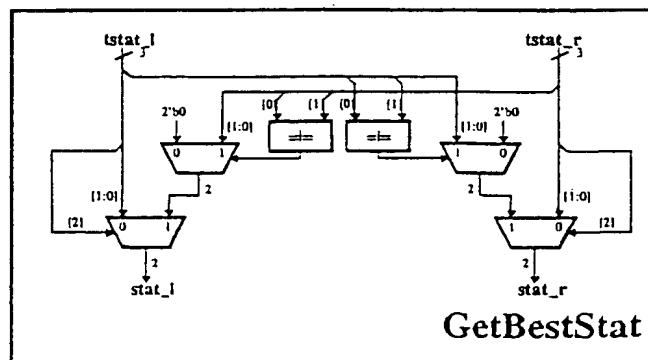 tstat_l tstat_r
3 3
[0] [1] [0] [1]
2'b0 [1:0] [1:0] 2'b0
0 1 =|= =|= 1 0
2 2
[1:0] [1:0]
[2] 0 1 1 0 [2]
2 2
stat_l stat_r
GetBestStat